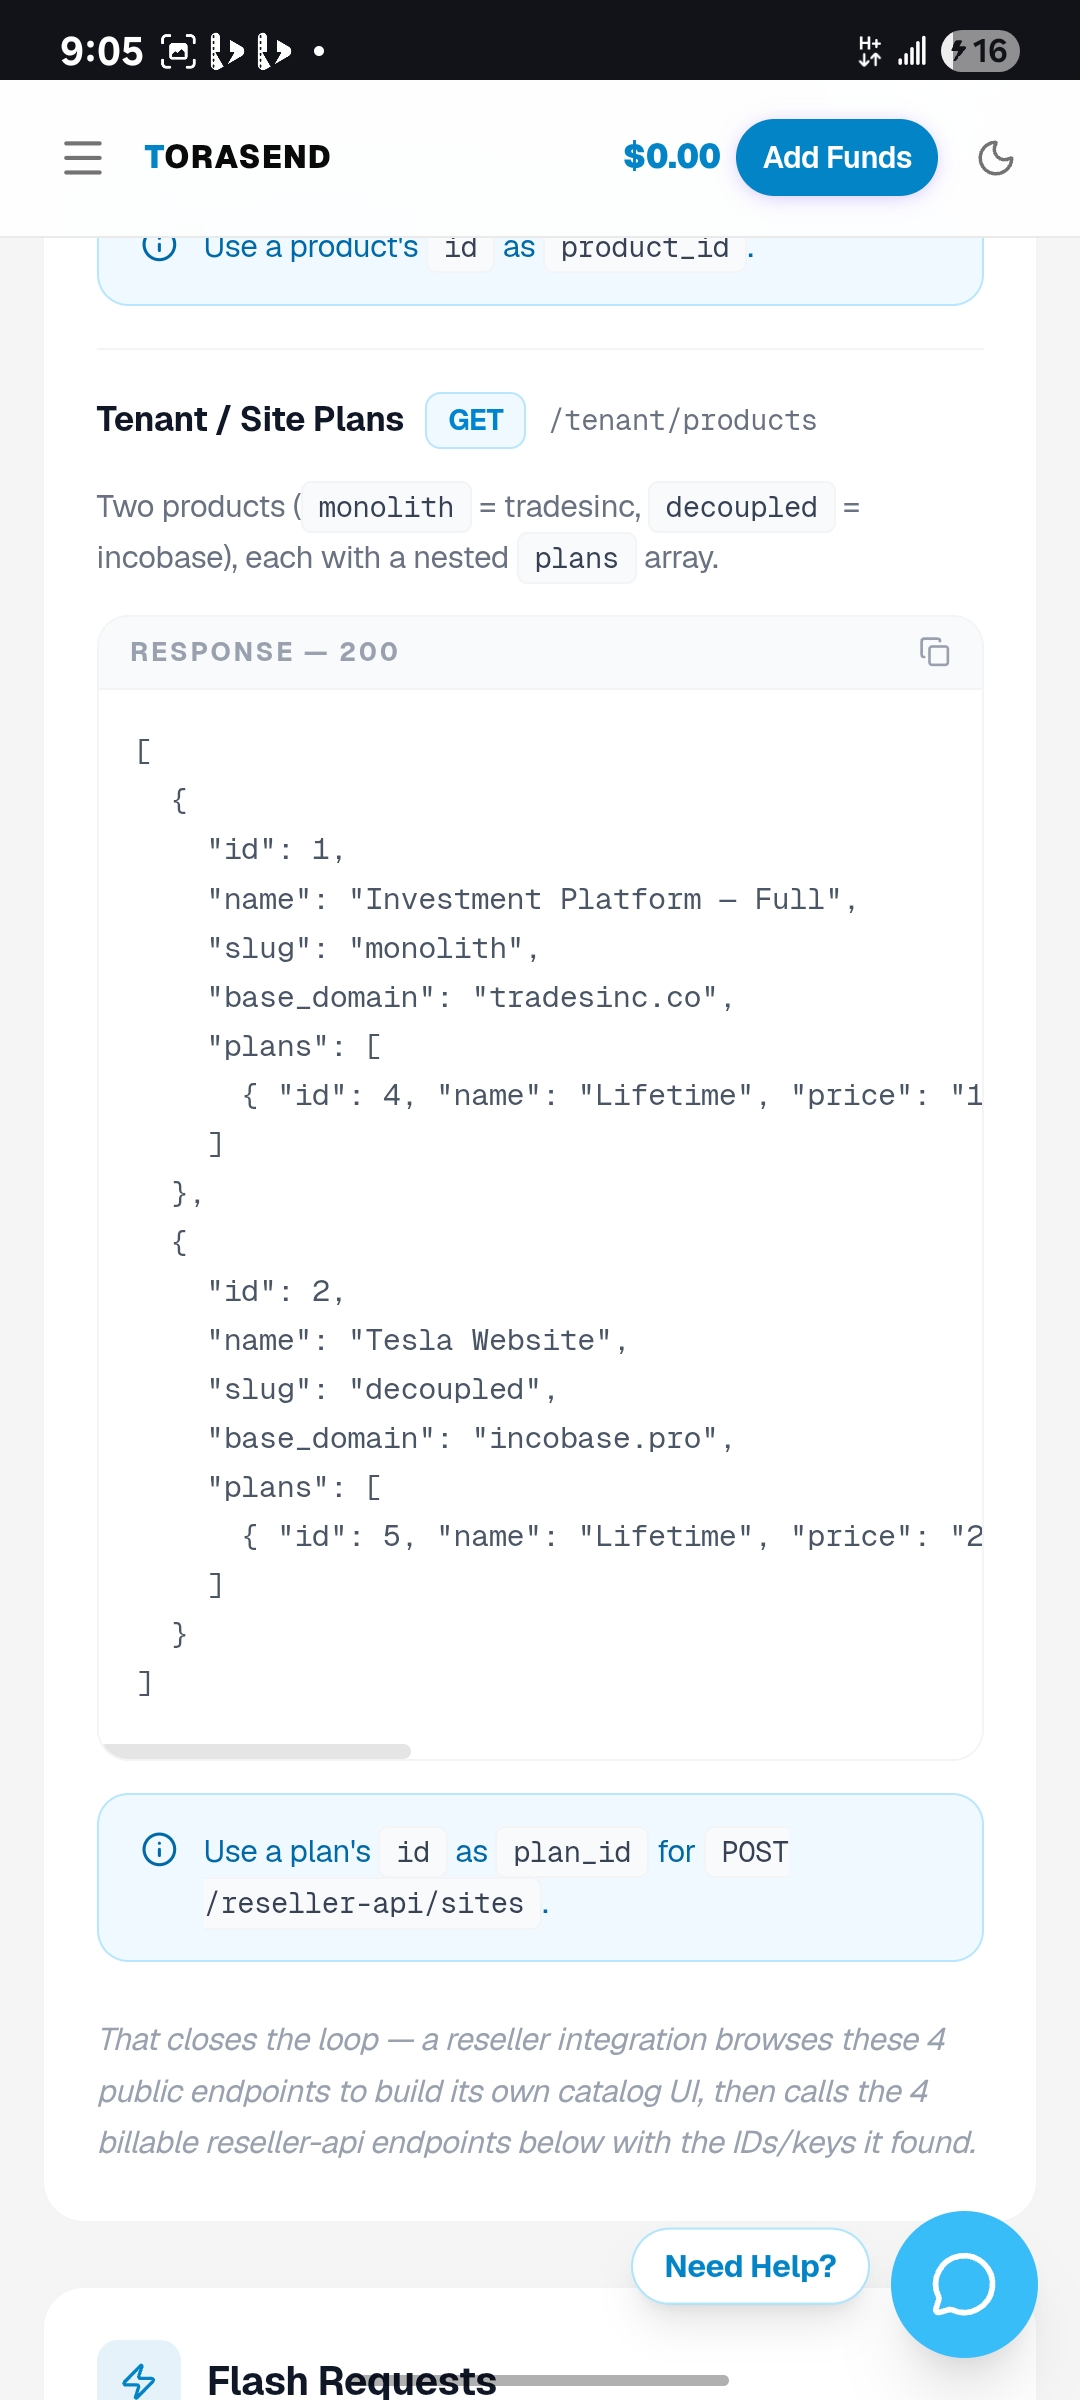 9:05 H+ 16
TORASEND $0.00 Add Funds
Use a product's id as product_id .
Tenant / Site Plans GET /tenant/products
Two products ( monolith = tradesinc, decoupled =
incobase), each with a nested plans array.
RESPONSE — 200
[
  {
    "id": 1,
    "name": "Investment Platform — Full",
    "slug": "monolith",
    "base_domain": "tradesinc.co",
    "plans": [
      { "id": 4, "name": "Lifetime", "price": "1
    ]
  },
  {
    "id": 2,
    "name": "Tesla Website",
    "slug": "decoupled",
    "base_domain": "incobase.pro",
    "plans": [
      { "id": 5, "name": "Lifetime", "price": "2
    ]
  }
]
Use a plan's id as plan_id for POST
/reseller-api/sites .
That closes the loop — a reseller integration browses these 4
public endpoints to build its own catalog UI, then calls the 4
billable reseller-api endpoints below with the IDs/keys it found.
Need Help?
Flash Requests